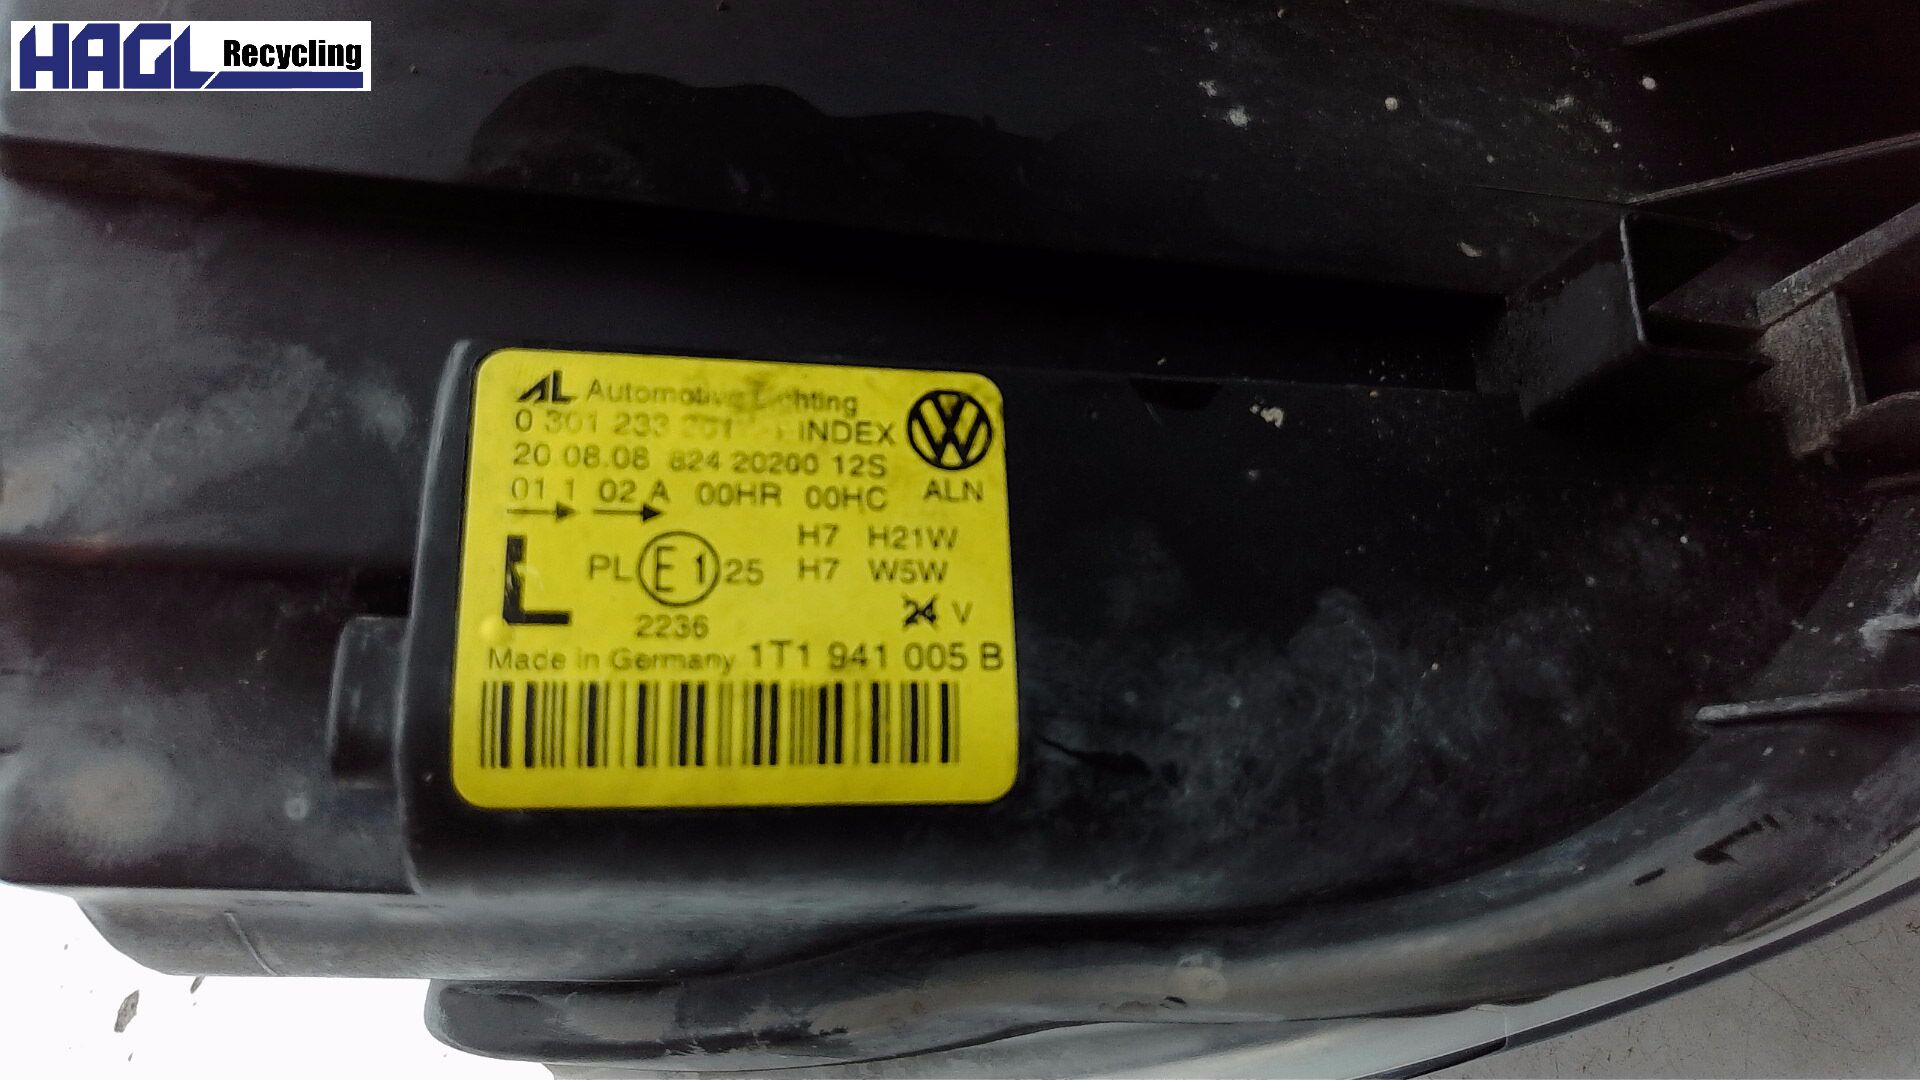 HAGL Recycling
AL Automotive Lighting
0 301 233 INDEX
20 08.08 824 20200 12S
01 1 02 A 00HR 00HC ALN
H7 H21W
L PL E1 25 H7 W5W
24 V
2236
Made in Germany 1T1 941 005 B